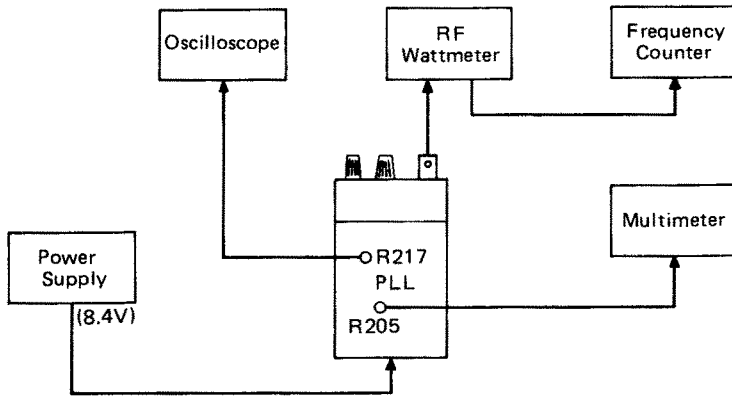 Oscilloscope
RF
Wattmeter
Frequency
Counter
Power
Supply
(8.4V)
R217
PLL
R205
Multimeter